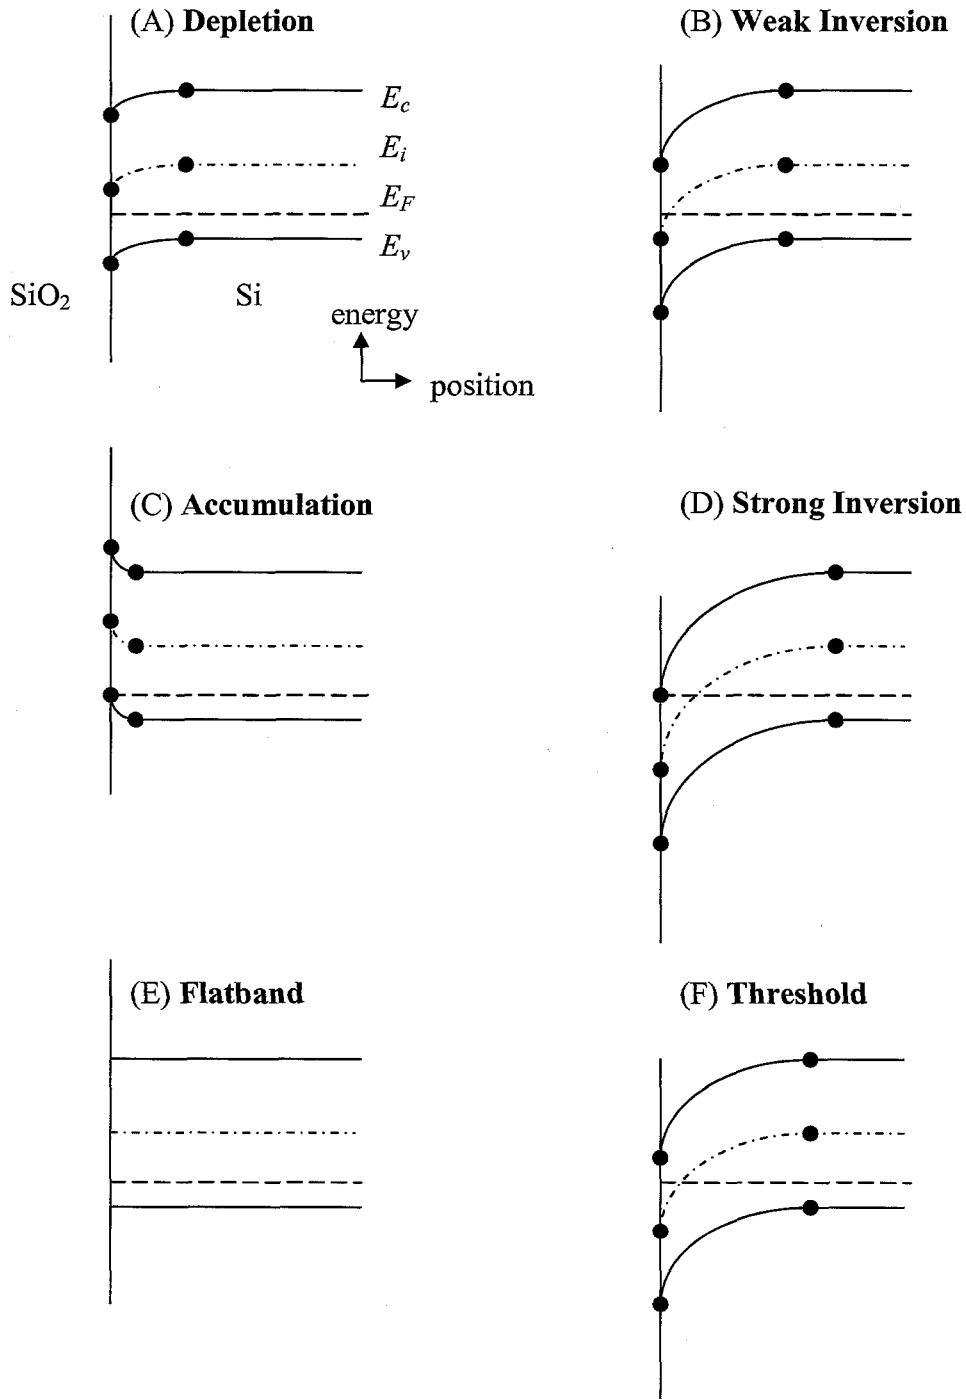 (A) Depletion
E_c
E_i
E_F
E_v
SiO₂
Si
energy
position
(B) Weak Inversion
(C) Accumulation
(D) Strong Inversion
(E) Flatband
(F) Threshold